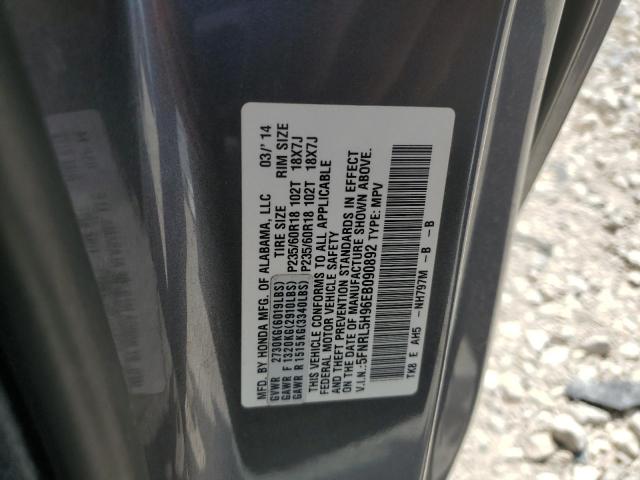 MFD. BY HONDA MFG. OF ALABAMA, LLC 03/'14
GVWR 2730KG(6019LBS) TIRE SIZE RIM SIZE
GAWR F 1320KG(2910LBS) P235/60R18 102T 18X7J
GAWR R 1515KG(3340LBS) P235/60R18 102T 18X7J
THIS VEHICLE CONFORMS TO ALL APPLICABLE
FEDERAL MOTOR VEHICLE SAFETY
AND THEFT PREVENTION STANDARDS IN EFFECT
ON THE DATE OF MANUFACTURE SHOWN ABOVE.
V.I.N.:5FNRL5H96EB090892 TYPE: MPV
TK8 E AH5 -NH797M -B -B